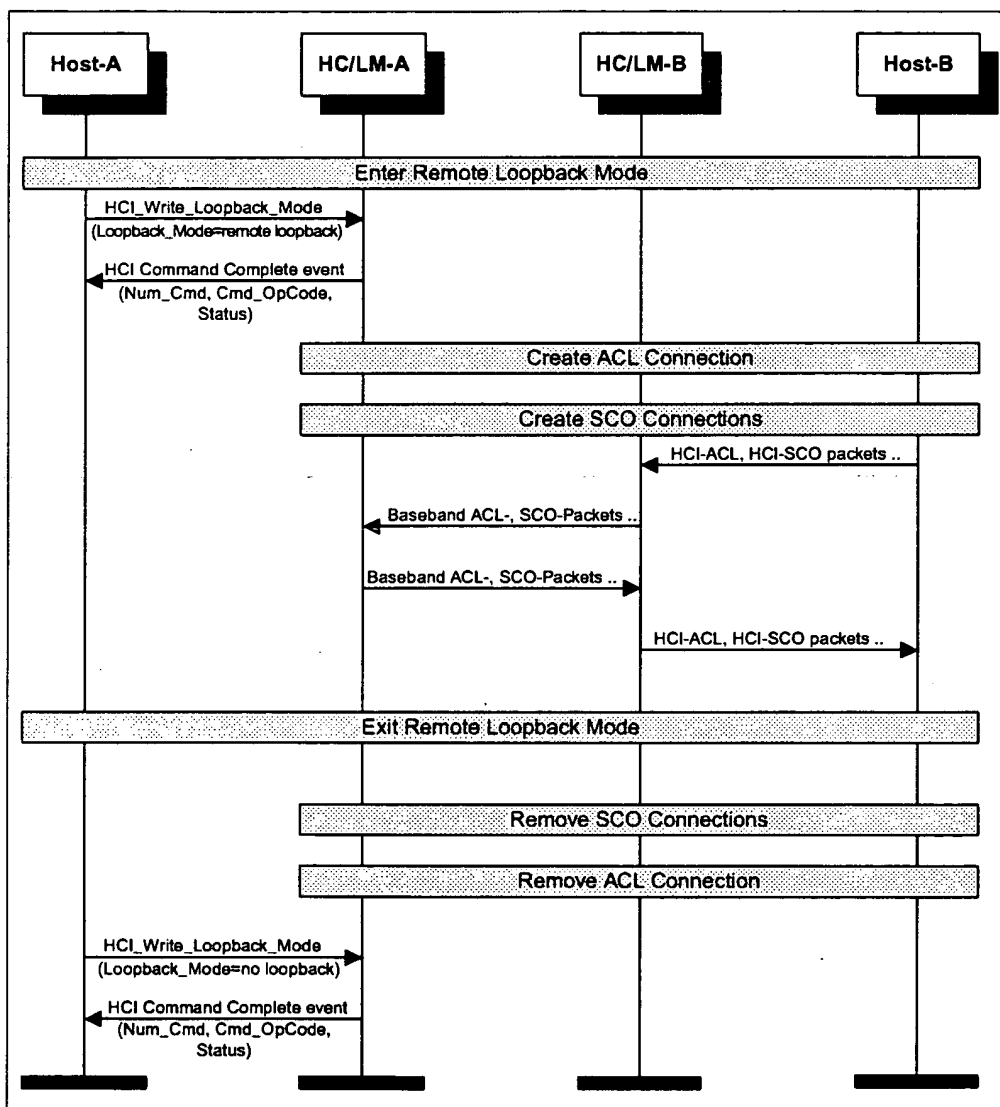 Host-A
HC/LM-A
HC/LM-B
Host-B
Enter Remote Loopback Mode
HCI_Write_Loopback_Mode
(Loopback_Mode=remote loopback)
HCI Command Complete event
(Num_Cmd, Cmd_OpCode,
Status)
Create ACL Connection
Create SCO Connections
HCI-ACL, HCI-SCO packets ..
Baseband ACL-, SCO-Packets ..
Baseband ACL-, SCO-Packets ..
HCI-ACL, HCI-SCO packets ..
Exit Remote Loopback Mode
Remove SCO Connections
Remove ACL Connection
HCI_Write_Loopback_Mode
(Loopback_Mode=no loopback)
HCI Command Complete event
(Num_Cmd, Cmd_OpCode,
Status)